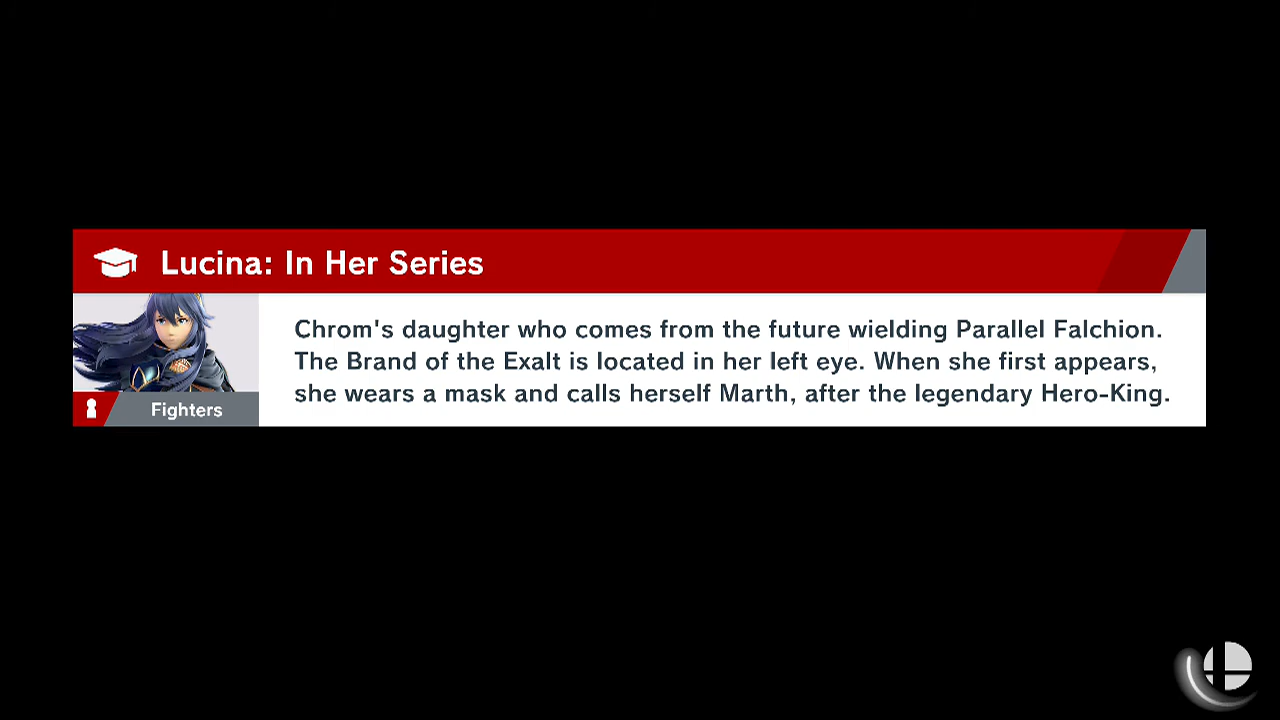 Lucina: In Her Series
Chrom's daughter who comes from the future wielding Parallel Falchion.
The Brand of the Exalt is located in her left eye. When she first appears,
she wears a mask and calls herself Marth, after the legendary Hero-King.
Fighters